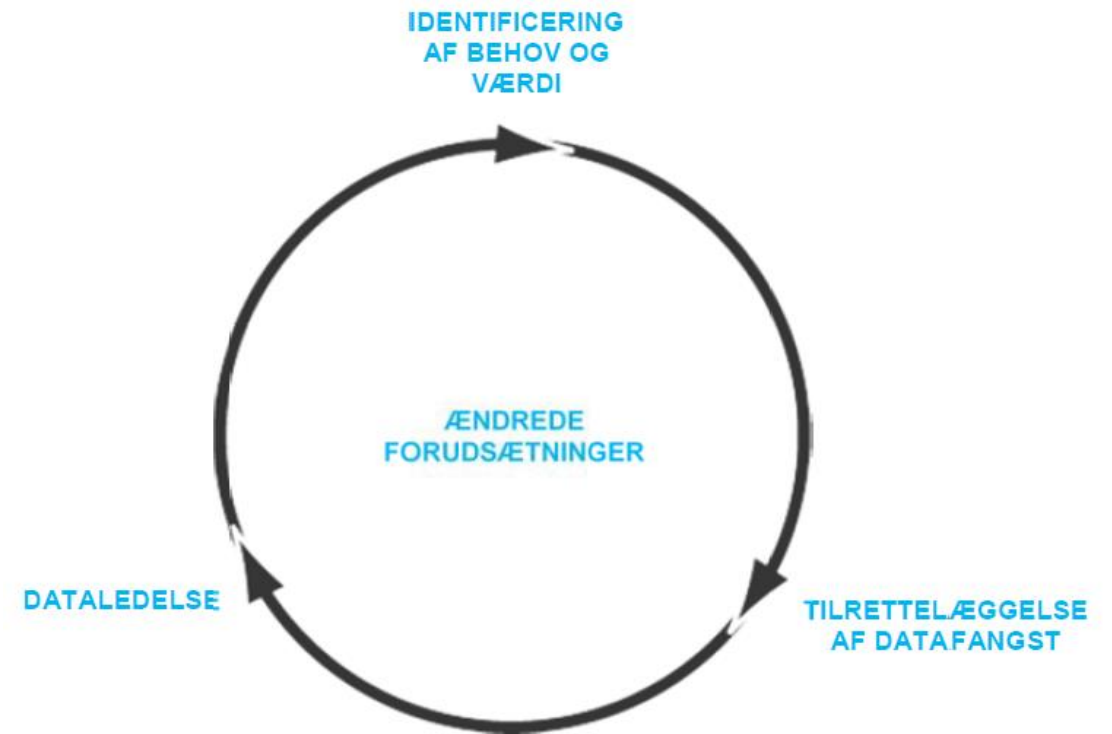 IDENTIFICERING
AF BEHOV OG
VÆRDI
ÆNDREDE
FORUDSÆTNINGER
DATALEDELSE
TILRETTELÆGGELSE
AF DATAFANGST